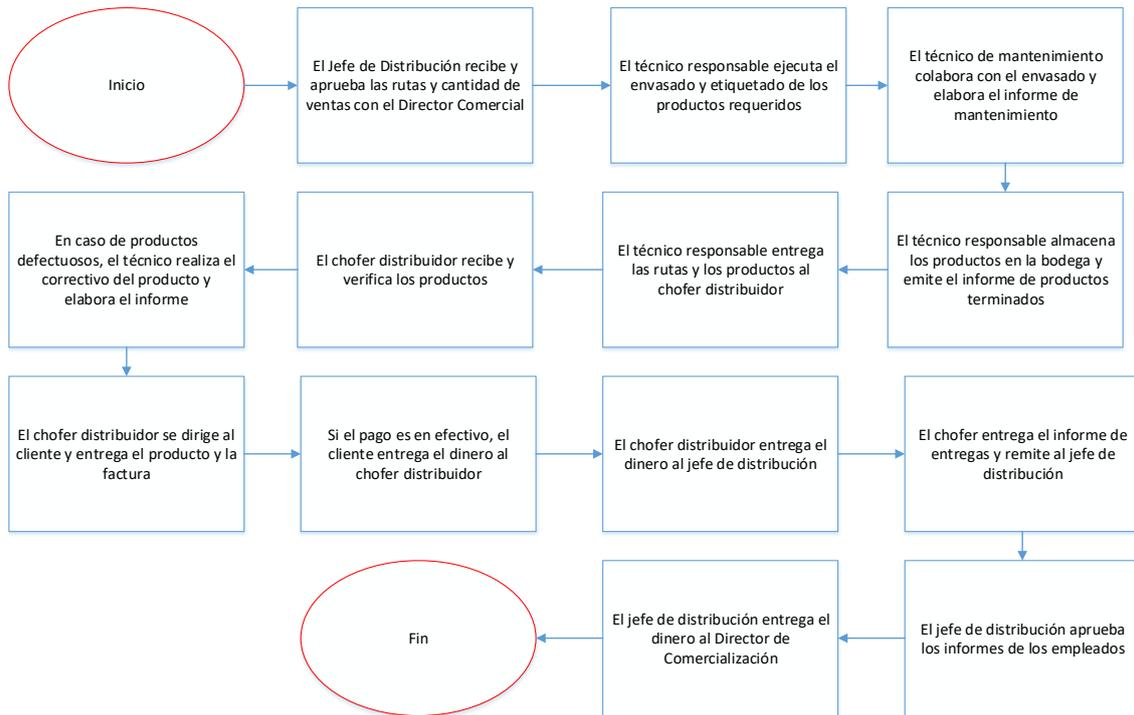 Inicio
El Jefe de Distribución recibe y
aprueba las rutas y cantidad de
ventas con el Director Comercial
El técnico responsable ejecuta el
envasado y etiquetado de los
productos requeridos
El técnico de mantenimiento
colabora con el envasado y
elabora el informe de
mantenimiento
El técnico responsable almacena
los productos en la bodega y
emite el informe de productos
terminados
El técnico responsable entrega
las rutas y los productos al
chofer distribuidor
El chofer distribuidor recibe y
verifica los productos
En caso de productos
defectuosos, el técnico realiza el
correctivo del producto y
elabora el informe
El chofer distribuidor se dirige al
cliente y entrega el producto y la
factura
Si el pago es en efectivo, el
cliente entrega el dinero al
chofer distribuidor
El chofer distribuidor entrega el
dinero al jefe de distribución
El chofer entrega el informe de
entregas y remite al jefe de
distribución
El jefe de distribución aprueba
los informes de los empleados
El jefe de distribución entrega el
dinero al Director de
Comercialización
Fin